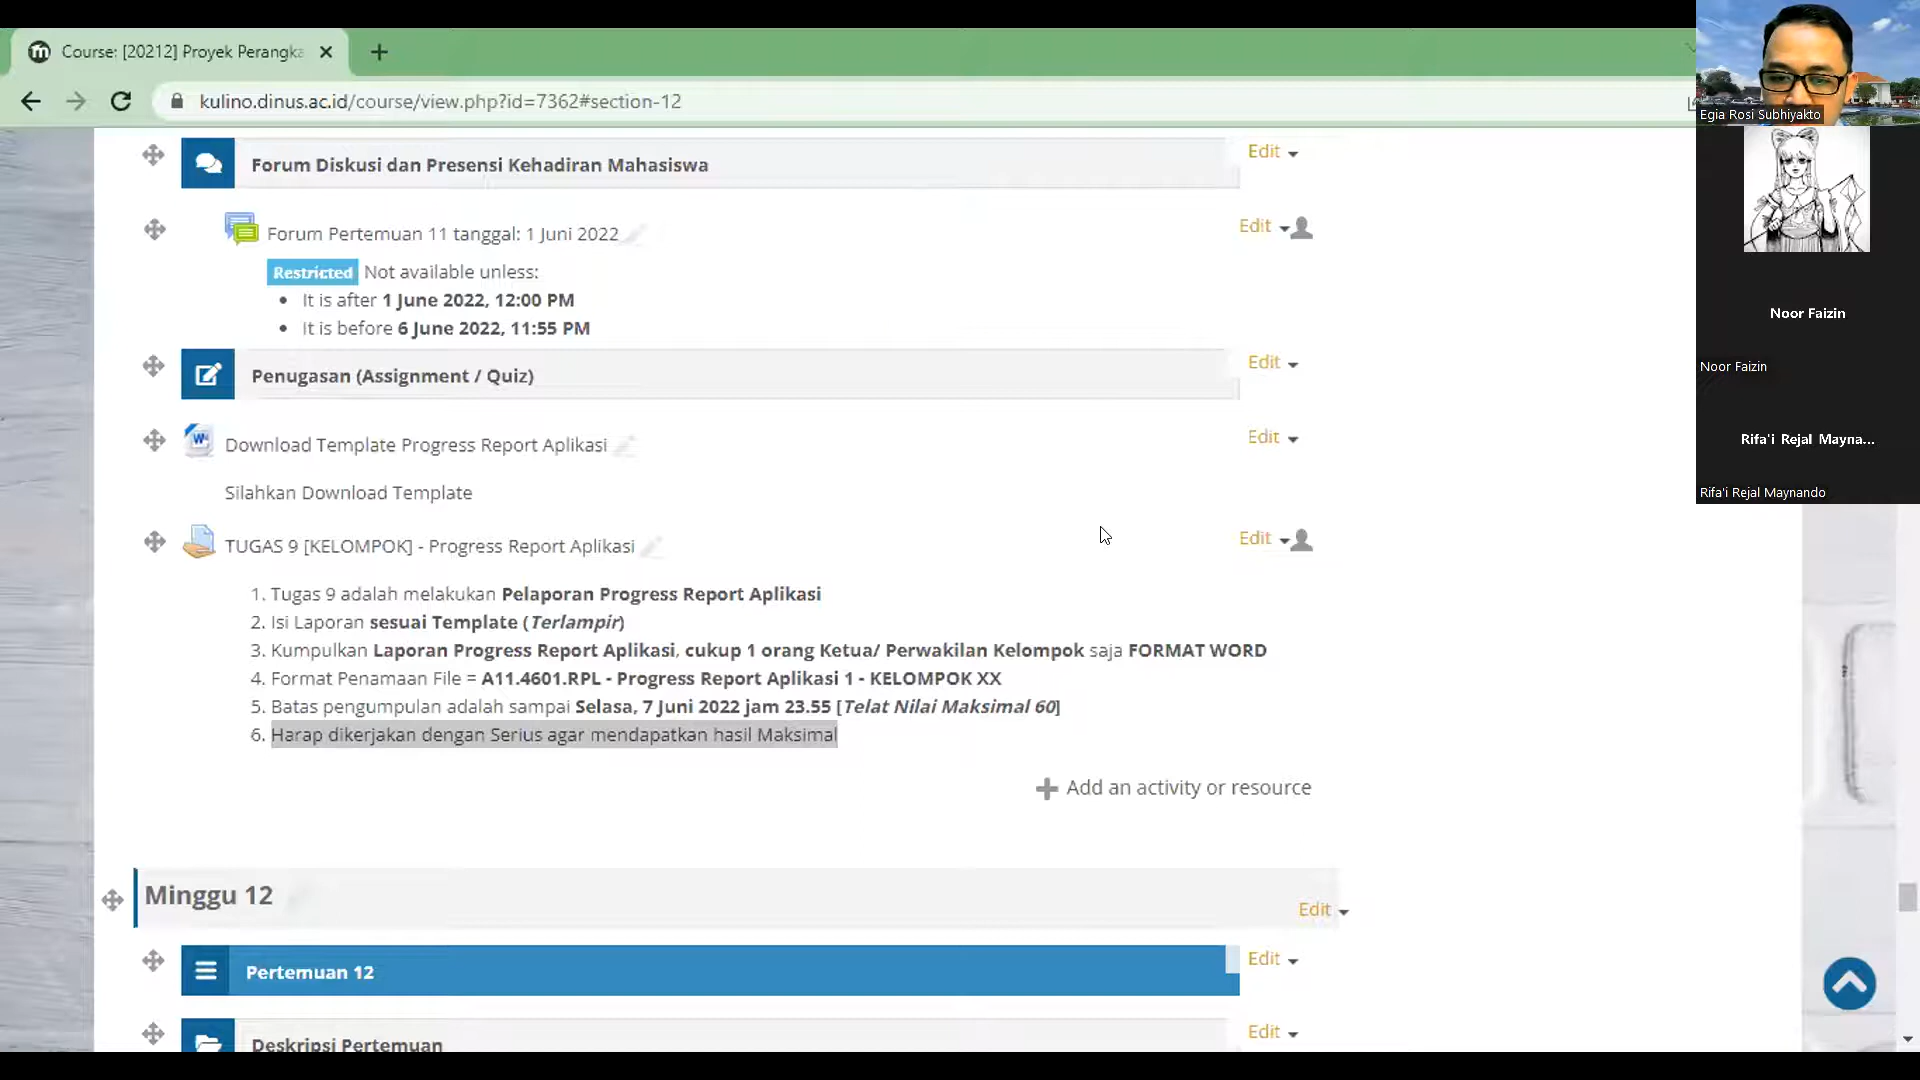 Course: [20212] Proyek Perangka
kulino.dinus.ac.id/course/view.php?id=7362#section-12
Forum Diskusi dan Presensi Kehadiran Mahasiswa
Edit
Forum Pertemuan 11 tanggal: 1 Juni 2022
Edit
Restricted Not available unless:
• It is after 1 June 2022, 12:00 PM
• It is before 6 June 2022, 11:55 PM
Penugasan (Assignment / Quiz)
Edit
Download Template Progress Report Aplikasi
Edit
Silahkan Download Template
TUGAS 9 [KELOMPOK] - Progress Report Aplikasi
Edit
1. Tugas 9 adalah melakukan Pelaporan Progress Report Aplikasi
2. Isi Laporan sesuai Template (Terlampir)
3. Kumpulkan Laporan Progress Report Aplikasi, cukup 1 orang Ketua/ Perwakilan Kelompok saja FORMAT WORD
4. Format Penamaan File = A11.4601.RPL - Progress Report Aplikasi 1 - KELOMPOK XX
5. Batas pengumpulan adalah sampai Selasa, 7 Juni 2022 jam 23.55 [Telat Nilai Maksimal 60]
6. Harap dikerjakan dengan Serius agar mendapatkan hasil Maksimal
Add an activity or resource
Minggu 12
Edit
Pertemuan 12
Edit
Deskripsi Pertemuan
Edit
Egia Rosi Subhiyakto
Noor Faizin
Noor Faizin
Rifa'i Rejal Mayna...
Rifa'i Rejal Maynando